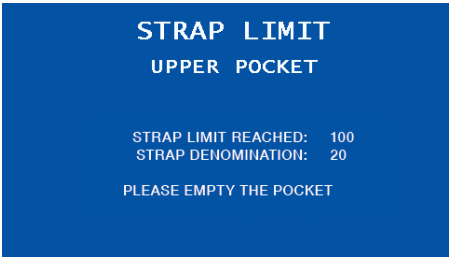 STRAP LIMIT
UPPER POCKET
STRAP LIMIT REACHED: 100
STRAP DENOMINATION: 20
PLEASE EMPTY THE POCKET